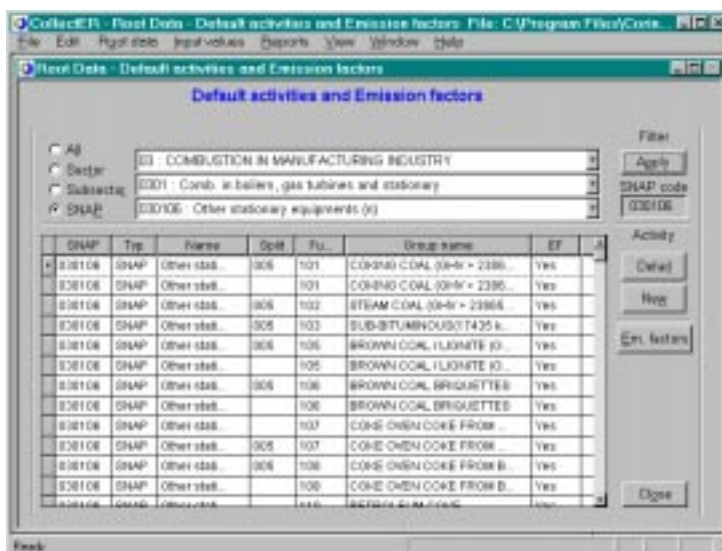 CollectER - Root Data - Default activities and Emission factors File: C:\Program Files\Corin...
File Edit Root data Input values Reports View Window Help
Root Data - Default activities and Emission factors
Default activities and Emission factors
Filter
All
Sector
Subsector
SNAP
03 : COMBUSTION IN MANUFACTURING INDUSTRY
0301 : Comb. in boilers, gas turbines and stationary
030106 : Other stationary equipments (n)
Apply
SNAP code
030106
Activity
Detail
New
Em. factors
Close
SNAP Typ Name Split Fu... Group name EF A
030106 SNAP Other stati... 005 101 COKING COAL (GHV > Yes
030106 SNAP Other stati... 101 COKING COAL (GHV > Yes
030106 SNAP Other stati... 005 102 STEAM COAL (GHV > Yes
030106 SNAP Other stati... 005 103 SUB-BITUMINOUS(17435 k... Yes
030106 SNAP Other stati... 005 105 BROWN COAL / LIGNITE (G... Yes
030106 SNAP Other stati... 105 BROWN COAL / LIGNITE (G... Yes
030106 SNAP Other stati... 005 106 BROWN COAL BRIQUETTES Yes
030106 SNAP Other stati... 106 BROWN COAL BRIQUETTES Yes
030106 SNAP Other stati... 107 COKE OVEN COKE FROM ... Yes
030106 SNAP Other stati... 005 107 COKE OVEN COKE FROM ... Yes
030106 SNAP Other stati... 005 108 COKE OVEN COKE FROM B... Yes
030106 SNAP Other stati... 108 COKE OVEN COKE FROM B... Yes
030106 SNAP Other stati... 110 PETROLEUM COKE Yes
Ready